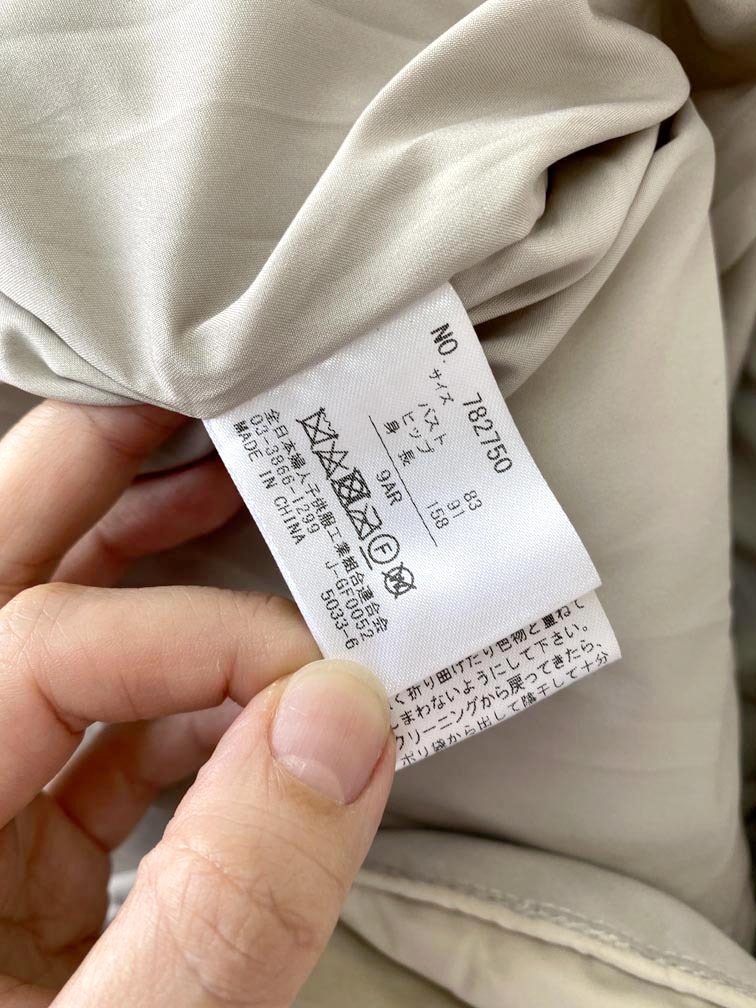 NO. 782750
サイズ
バスト 83
ヒップ 91
身長 158
9AR
F
W
全日本婦人子供服工業組合連合会
03-3866-1299 J-GF0052
MADE IN CHINA 5033-6
く折り曲げたり色物と重ねて
しまわないようにして下さい。
クリーニングから戻ってきたら、
ポリ袋から出して陰干しで十分